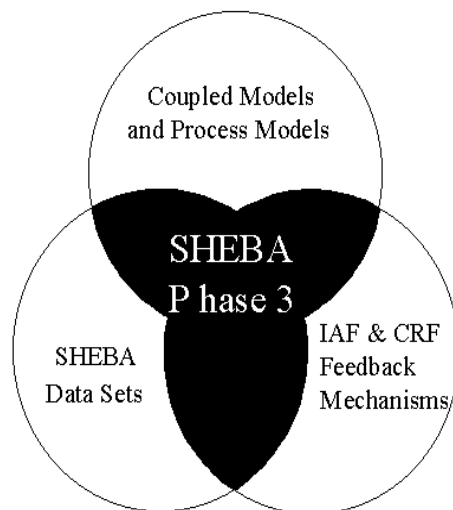 Coupled Models
and Process Models
SHEBA
P hase 3
SHEBA
Data Sets
IAF & CRF
Feedback
Mechanisms